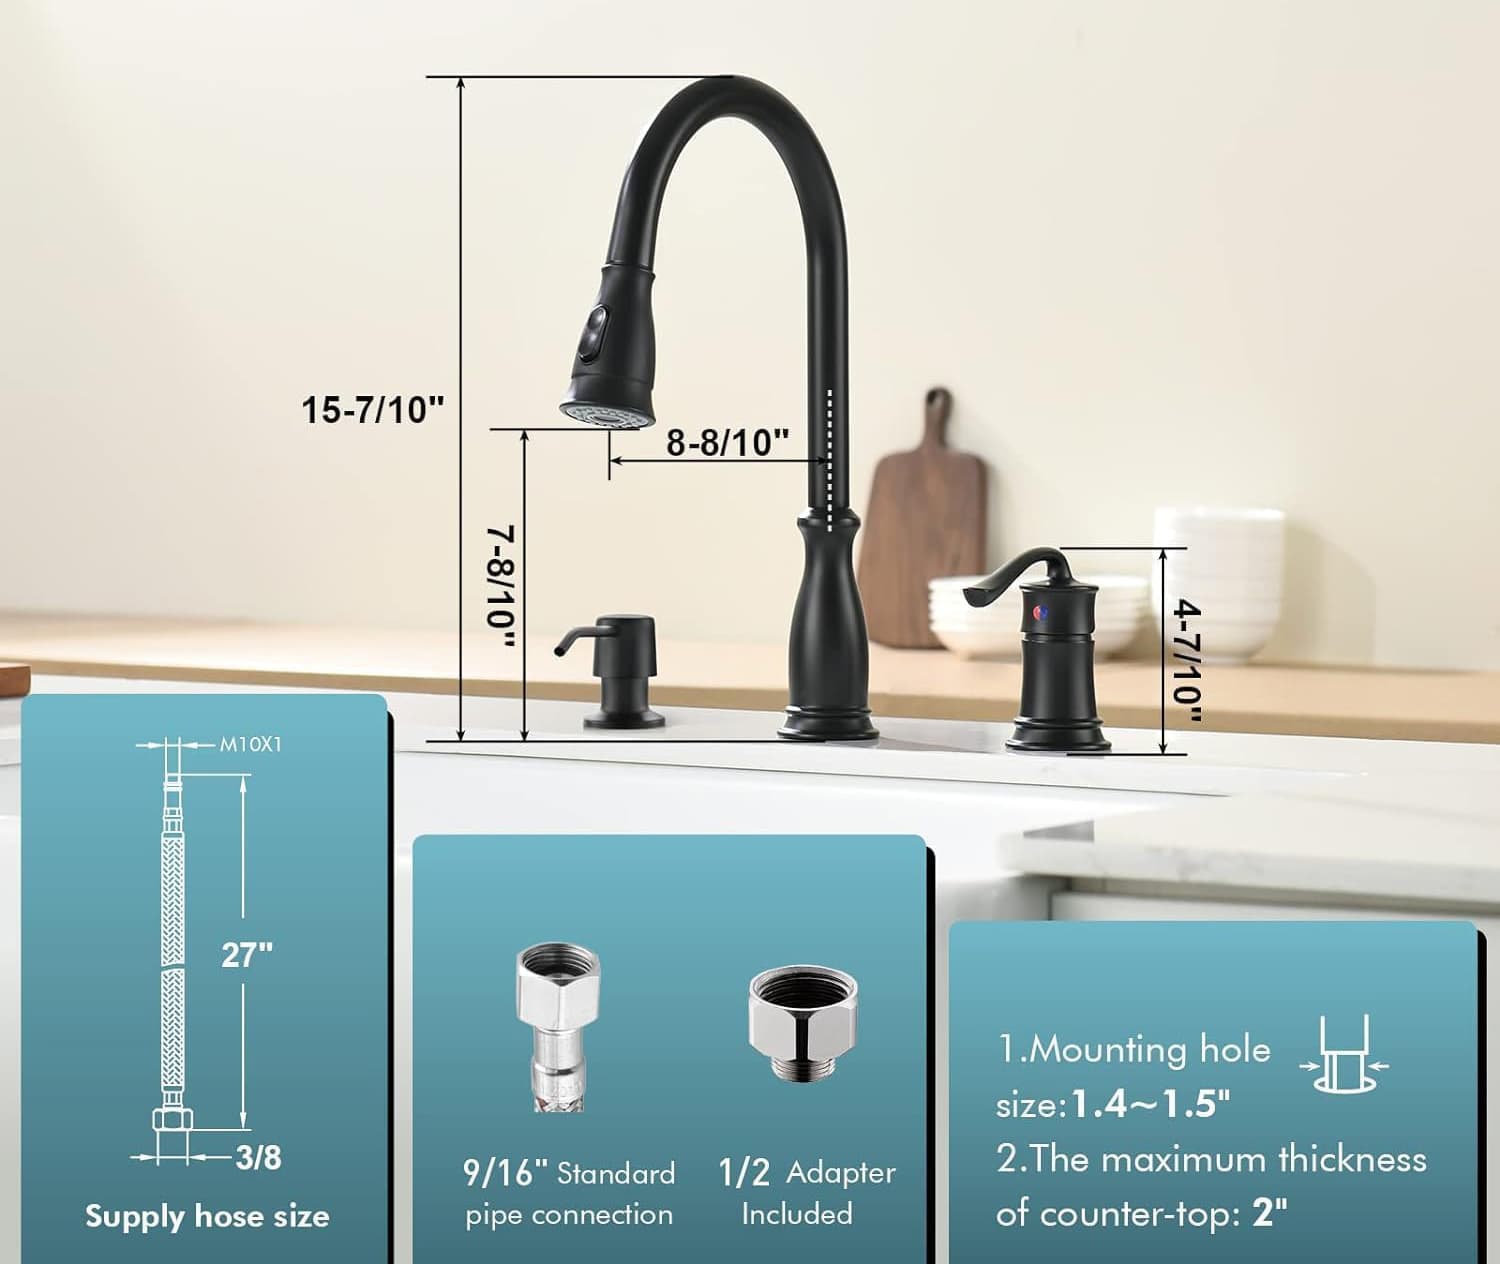 15-7/10"
8-8/10"
7-8/10"
4-7/10"
M10X1
27"
3/8
Supply hose size
9/16" Standard
pipe connection
1/2 Adapter
Included
1.Mounting hole
size:1.4~1.5"
2.The maximum thickness
of counter-top: 2"